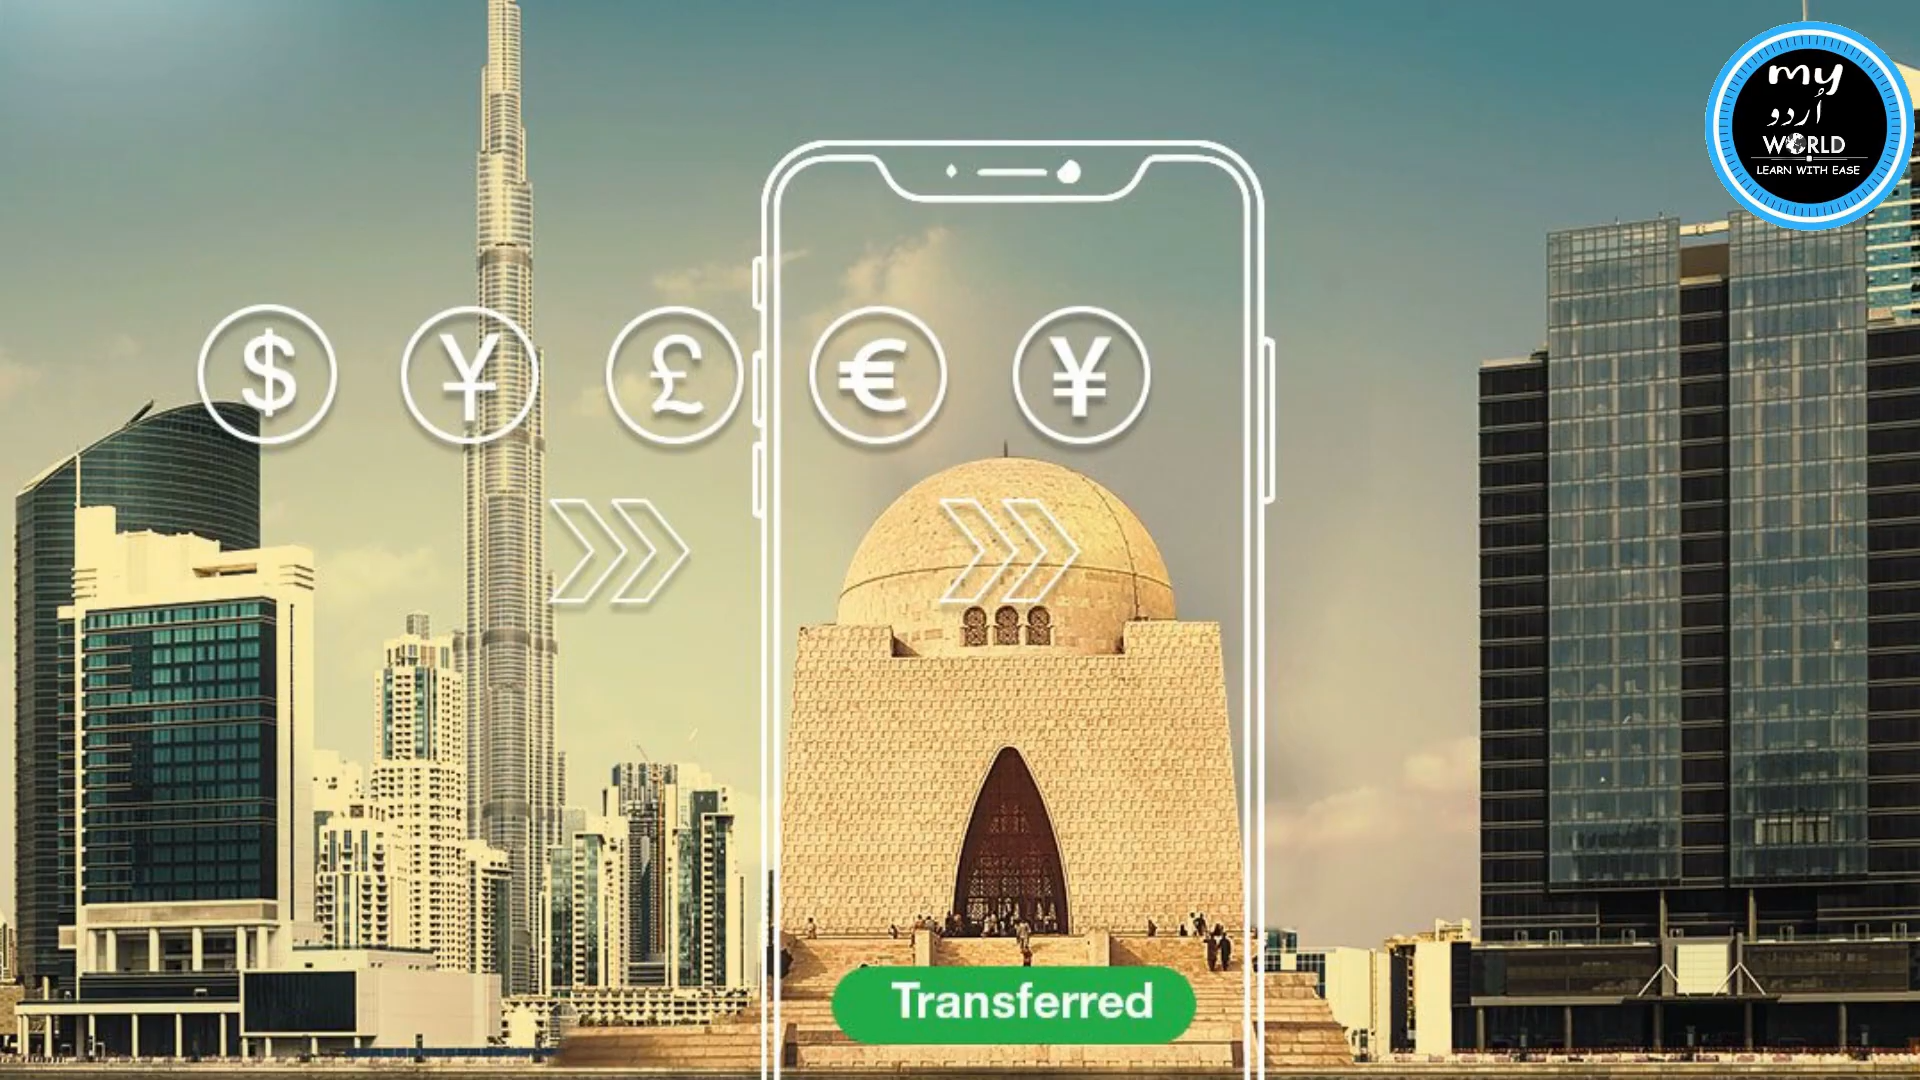 my
اُردو
WORLD
LEARN WITH EASE
$ ¥ £ € ¥
Transferred